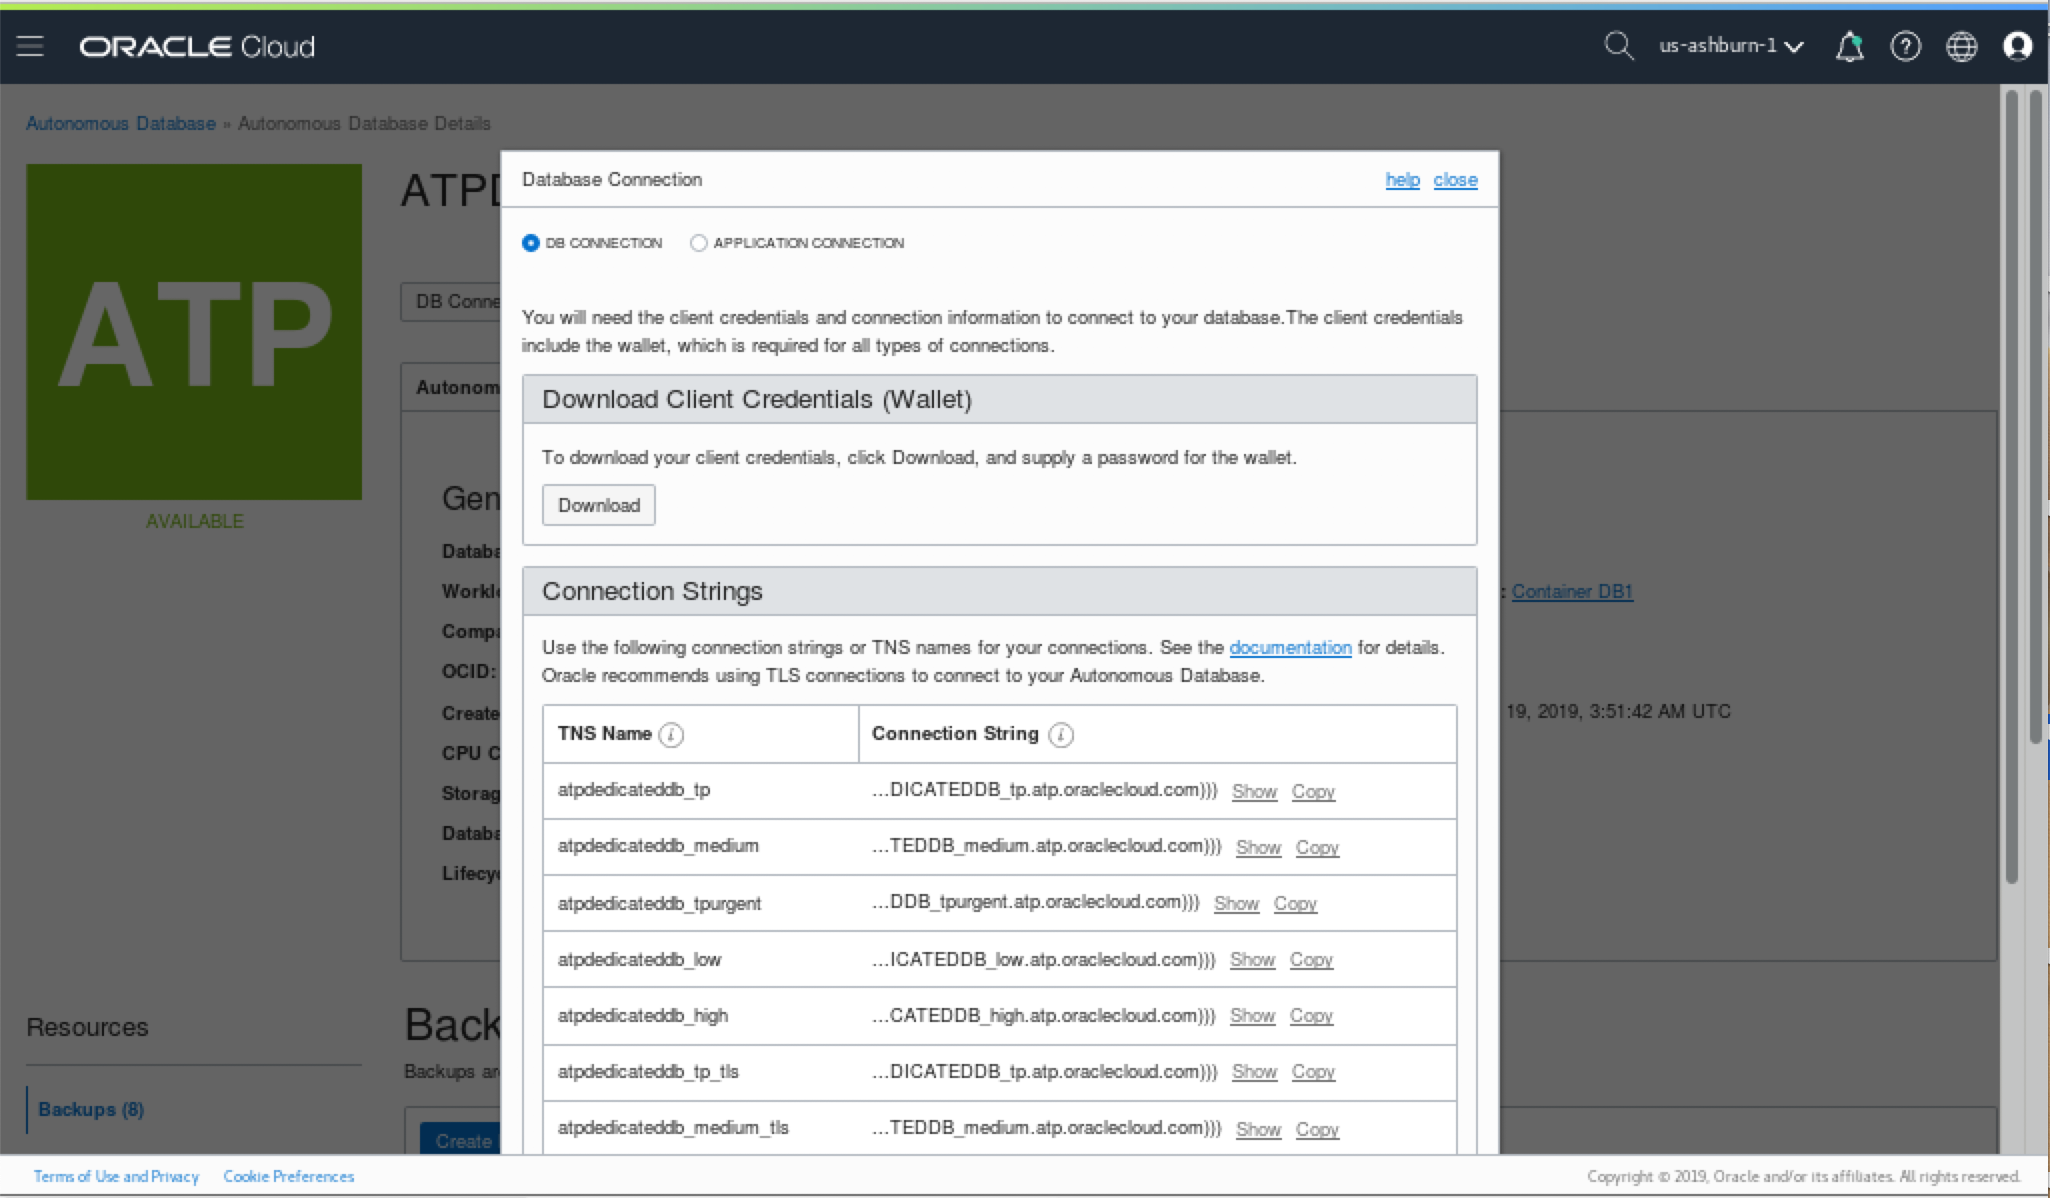 ORACLE Cloud
us-ashburn-1
Autonomous Database » Autonomous Database Details
ATP
AVAILABLE
Resources
Backups (8)
ATPD
DB Conne
Autonom
Gen
Databa
Worklo
Compa
OCID:
Create
CPU C
Storag
Databa
Lifecyc
: Container DB1
19, 2019, 3:51:42 AM UTC
Back
Backups are
Create
Database Connection
help close
DB CONNECTION APPLICATION CONNECTION
You will need the client credentials and connection information to connect to your database.The client credentials
include the wallet, which is required for all types of connections.
Download Client Credentials (Wallet)
To download your client credentials, click Download, and supply a password for the wallet.
Download
Connection Strings
Use the following connection strings or TNS names for your connections. See the documentation for details.
Oracle recommends using TLS connections to connect to your Autonomous Database.
TNS Name i Connection String i
atpdedicateddb_tp ...DICATEDDB_tp.atp.oraclecloud.com))) Show Copy
atpdedicateddb_medium ...TEDDB_medium.atp.oraclecloud.com))) Show Copy
atpdedicateddb_tpurgent ...DDB_tpurgent.atp.oraclecloud.com))) Show Copy
atpdedicateddb_low ...ICATEDDB_low.atp.oraclecloud.com))) Show Copy
atpdedicateddb_high ...CATEDDB_high.atp.oraclecloud.com))) Show Copy
atpdedicateddb_tp_tls ...DICATEDDB_tp.atp.oraclecloud.com))) Show Copy
atpdedicateddb_medium_tls ...TEDDB_medium.atp.oraclecloud.com))) Show Copy
Terms of Use and Privacy Cookie Preferences
Copyright © 2019, Oracle and/or its affiliates. All rights reserved.